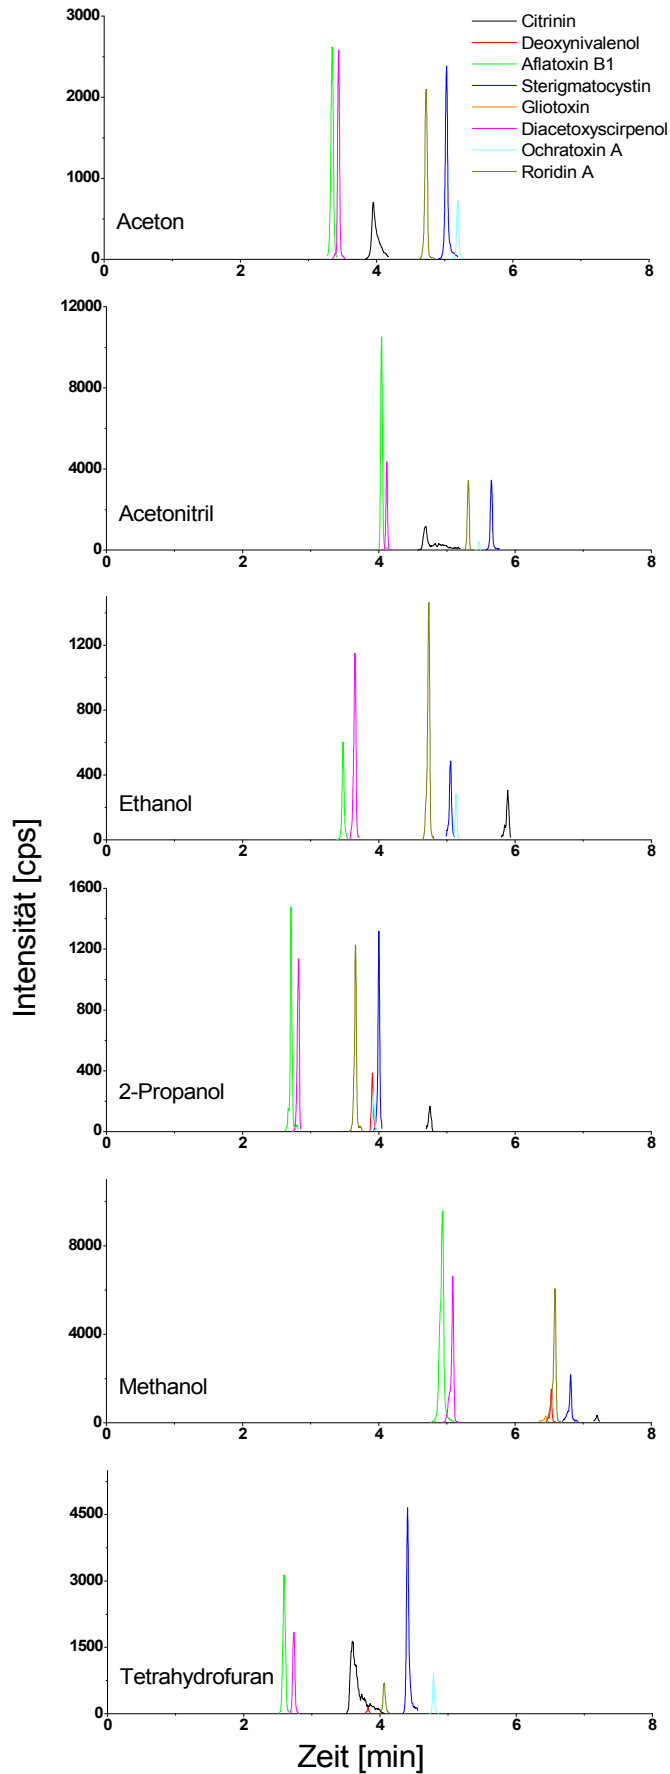 3000
2000
1000
0
Citrinin
Deoxynivalenol
Aflatoxin B1
Sterigmatocystin
Gliotoxin
Diacetoxyscirpenol
Ochratoxin A
Roridin A
Aceton
0 2 4 6 8
12000
8000
4000
0
Acetonitril
0 2 4 6 8
1200
800
400
0
Ethanol
0 2 4 6 8
1600
1200
800
400
0
2-Propanol
0 2 4 6 8
8000
4000
0
Methanol
0 2 4 6 8
4500
3000
1500
0
Tetrahydrofuran
0 2 4 6 8
Intensität [cps]
Zeit [min]